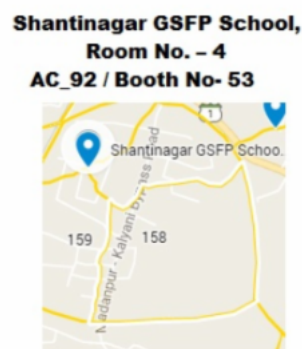 Shantinagar GSFP School,
Room No. – 4
AC_92 / Booth No- 53
1
Shantinagar GSFP Schoo.
Madanpur - Kalyani Bypass Road
159
158